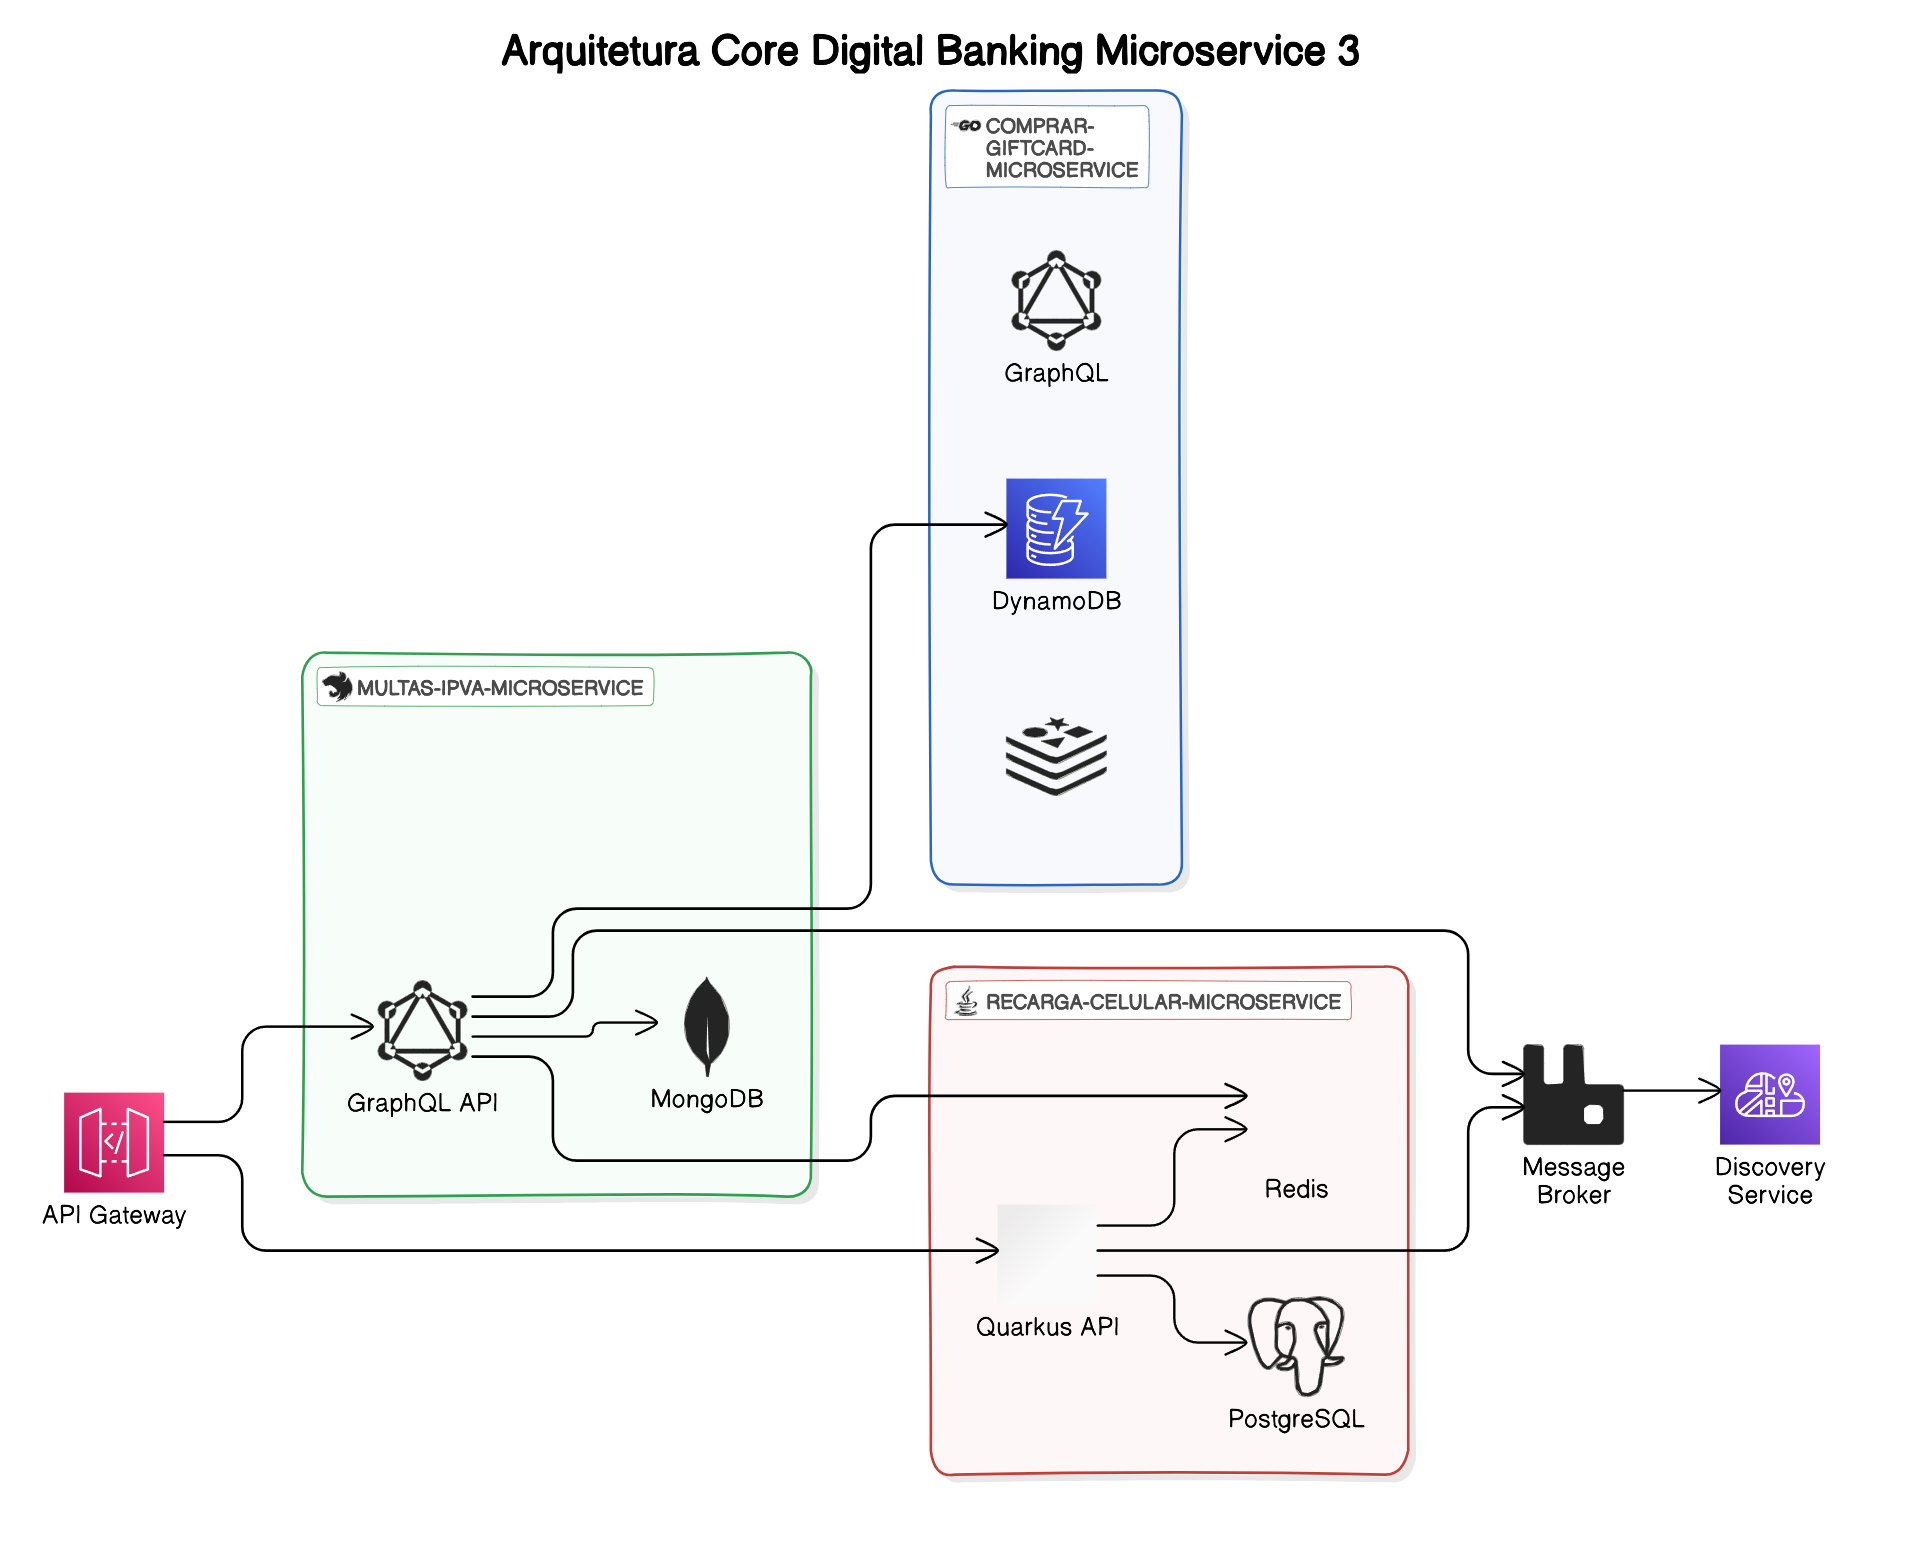 Arquitetura Core Digital Banking Microservice 3
GO COMPRAR-
GIFTCARD-
MICROSERVICE
GraphQL
DynamoDB
MULTAS-IPVA-MICROSERVICE
GraphQL API
MongoDB
API Gateway
RECARGA-CELULAR-MICROSERVICE
Redis
Quarkus API
PostgreSQL
Message
Broker
Discovery
Service